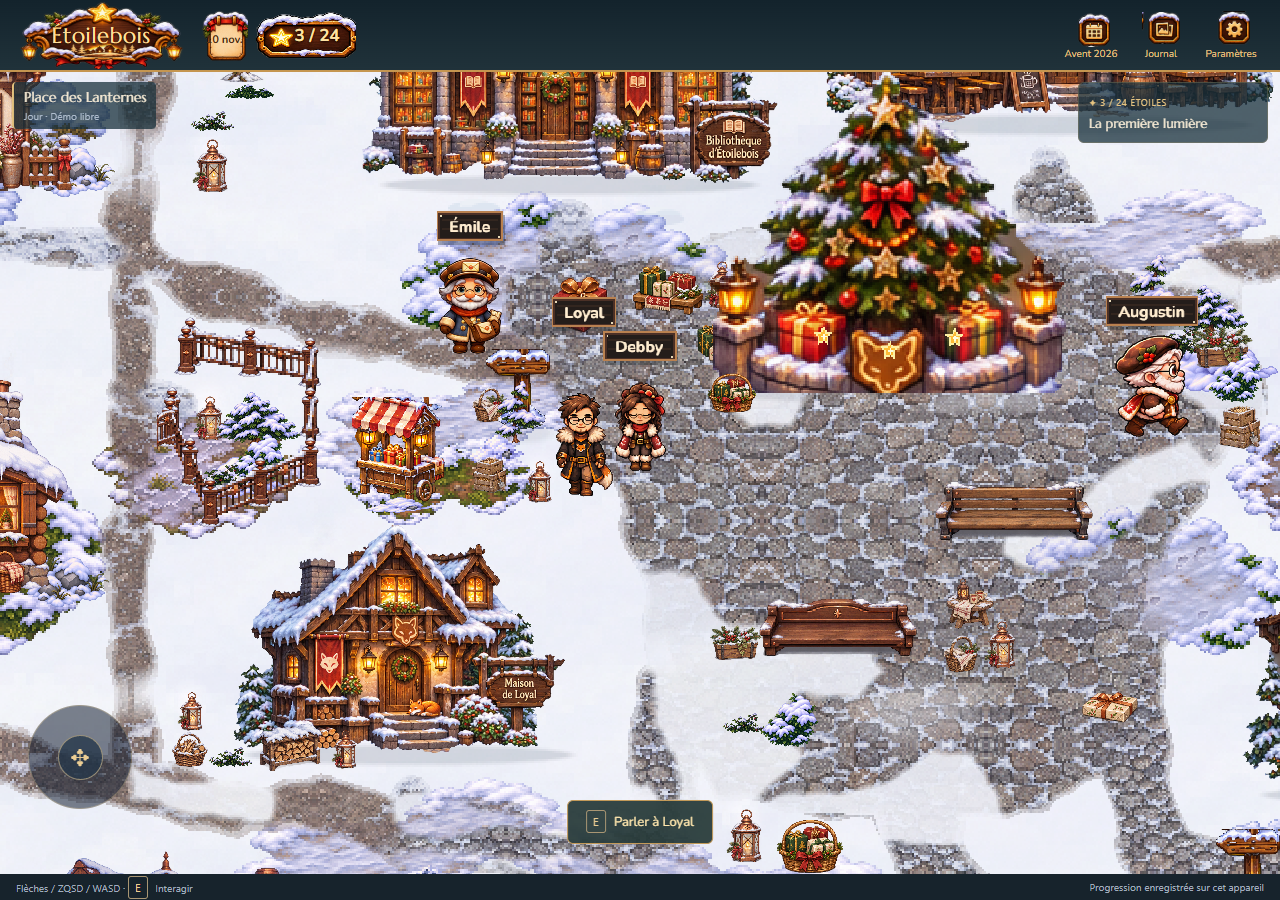 Etoilebois
0 nov.
3 / 24
Avent 2026
Journal
Paramètres
Place des Lanternes
Jour · Démo libre
✦ 3 / 24 ÉTOILES
La première lumière
Bibliothèque
d'Étoilebois
Émile
Loyal
Debby
Augustin
Maison
de Loyal
E Parler à Loyal
Flèches / ZQSD / WASD · E Interagir
Progression enregistrée sur cet appareil